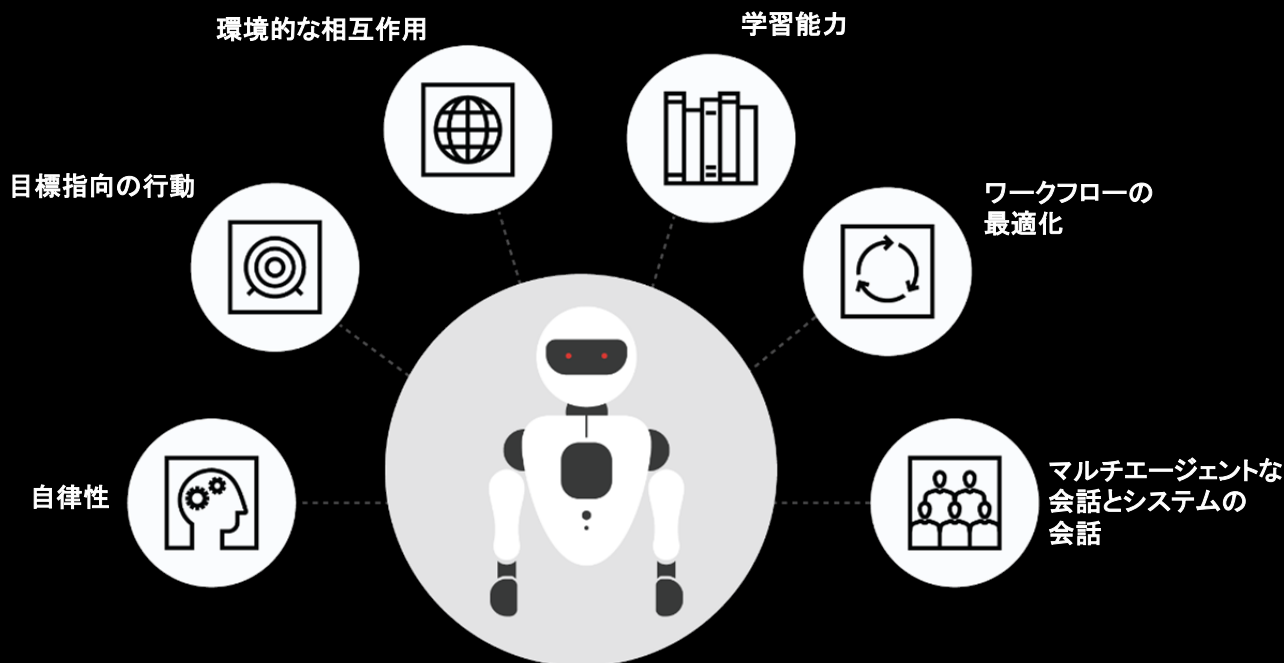 環境的な相互作用
学習能力
目標指向の行動
ワークフローの
最適化
自律性
マルチエージェントな
会話とシステムの
会話